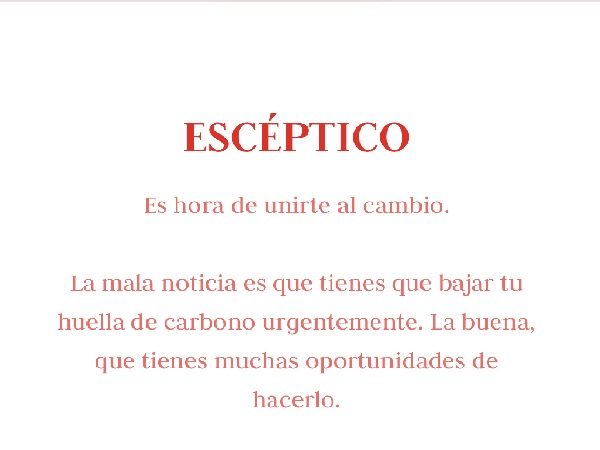 ESCÉPTICO
Es hora de unirte al cambio.
La mala noticia es que tienes que bajar tu
huella de carbono urgentemente. La buena,
que tienes muchas oportunidades de
hacerlo.